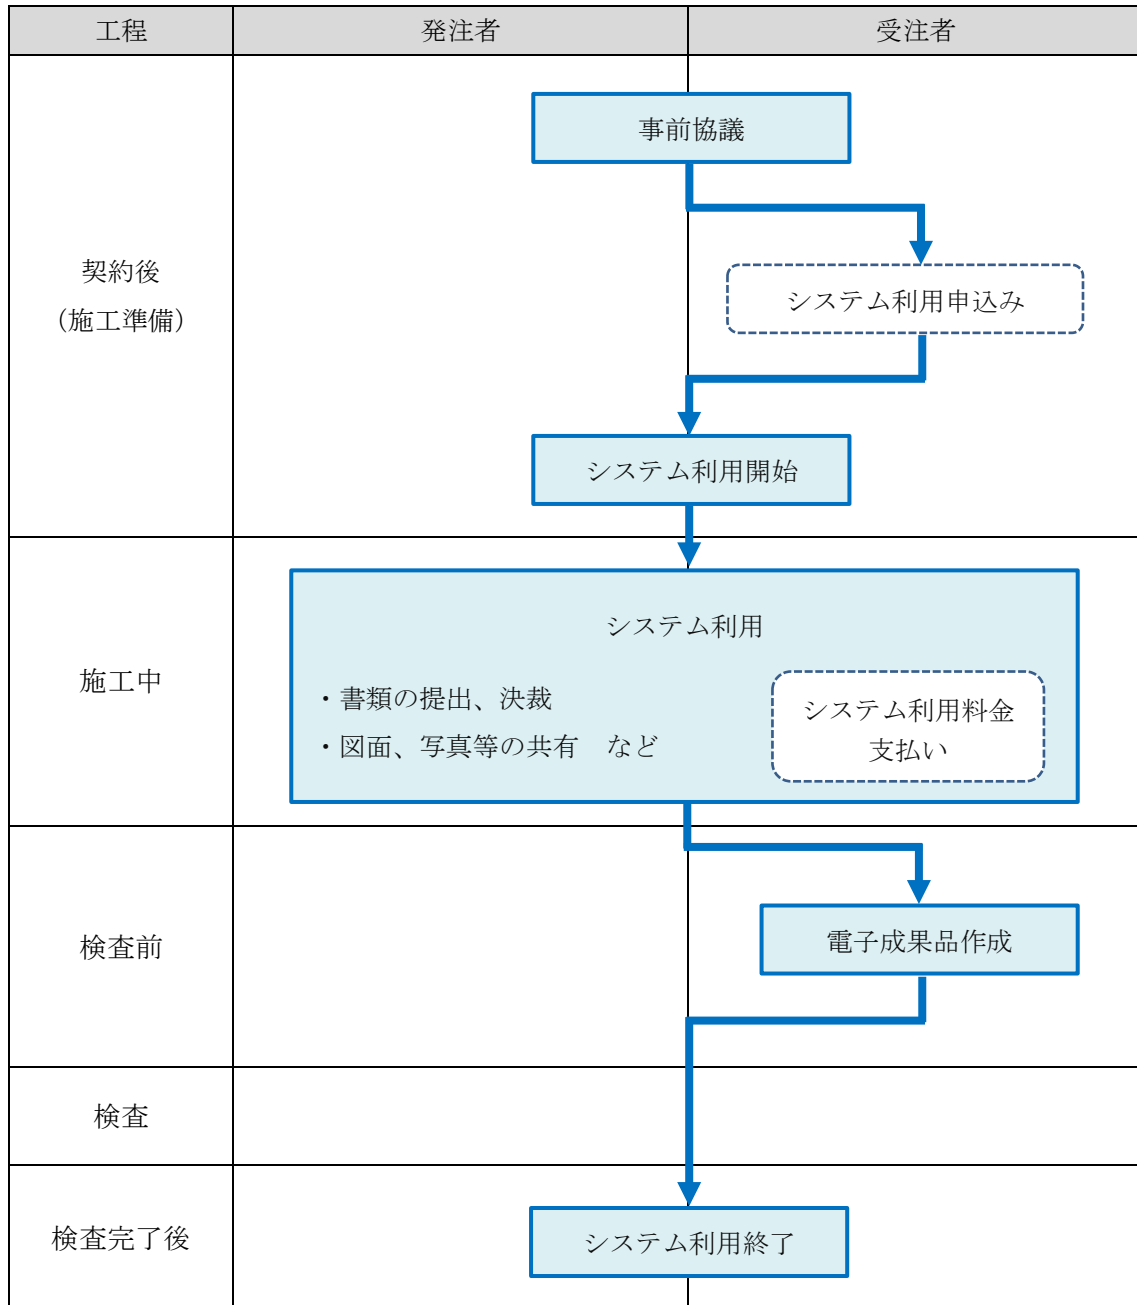 工程
発注者
受注者
契約後
（施工準備）
事前協議
システム利用申込み
システム利用開始
施工中
システム利用
・書類の提出、決裁
・図面、写真等の共有　など
システム利用料金
支払い
検査前
電子成果品作成
検査
検査完了後
システム利用終了